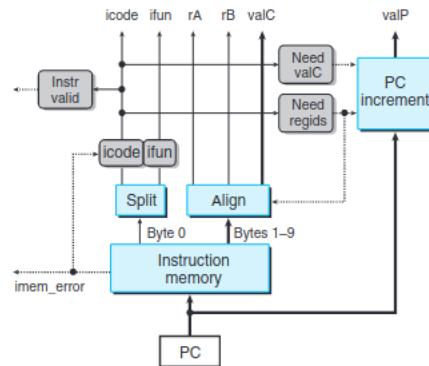 icode ifun rA rB valC valP
Need
valC
Instr
valid
PC
increment
Need
regids
icode ifun
Split Align
Byte 0 Bytes 1–9
Instruction
memory
imem_error
PC